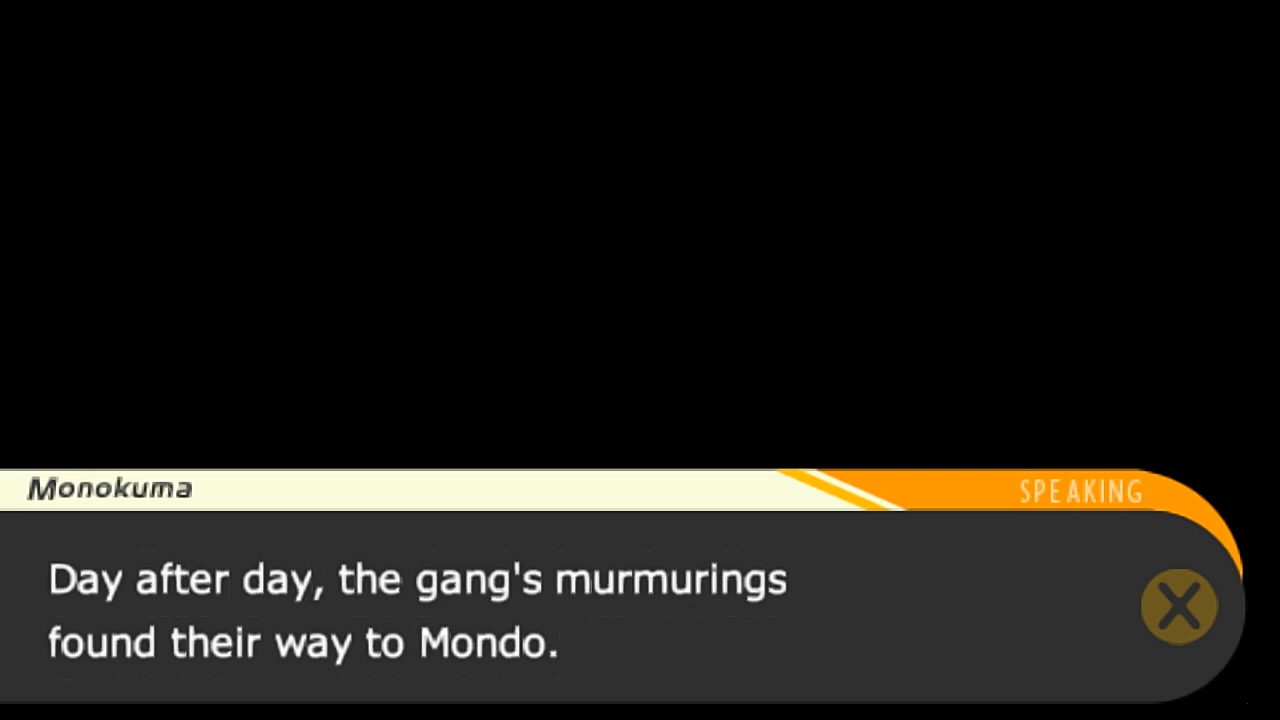 Monokuma
SPEAKING
Day after day, the gang's murmurings
found their way to Mondo.